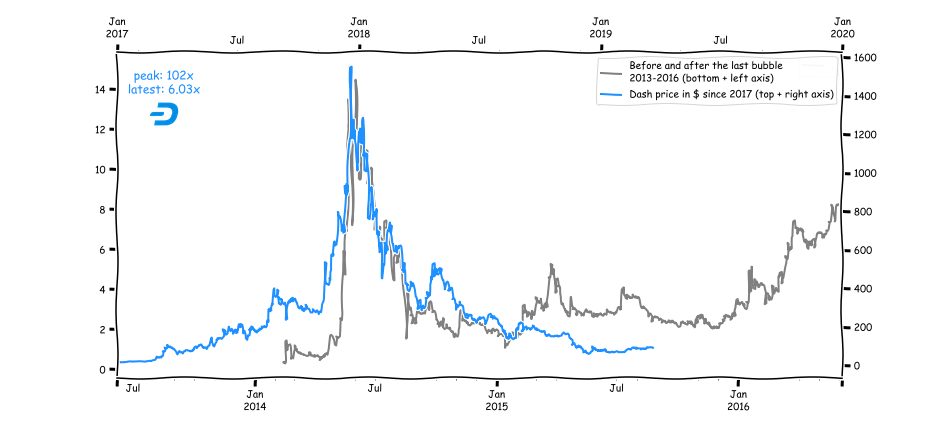 Jan
2017
Jul
Jan
2018
Jul
Jan
2019
Jul
Jan
2020
peak: 102x
latest: 6.03x
Before and after the last bubble
2013-2016 (bottom + left axis)
Dash price in $ since 2017 (top + right axis)
14
12
10
8
6
4
2
0
1600
1400
1200
1000
800
600
400
200
0
Jul
Jan
2014
Jul
Jan
2015
Jul
Jan
2016